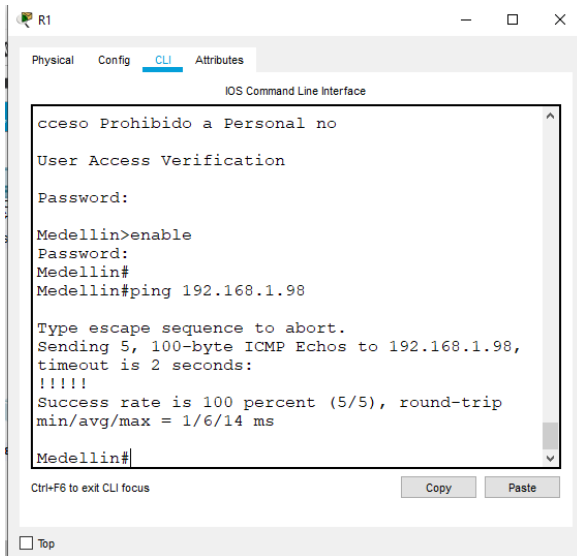 R1
Physical Config CLI Attributes
IOS Command Line Interface
cceso Prohibido a Personal no
User Access Verification
Password:
Medellin>enable
Password:
Medellin#
Medellin#ping 192.168.1.98
Type escape sequence to abort.
Sending 5, 100-byte ICMP Echos to 192.168.1.98,
timeout is 2 seconds:
!!!!!
Success rate is 100 percent (5/5), round-trip
min/avg/max = 1/6/14 ms
Medellin#
Ctrl+F6 to exit CLI focus
Copy Paste
Top